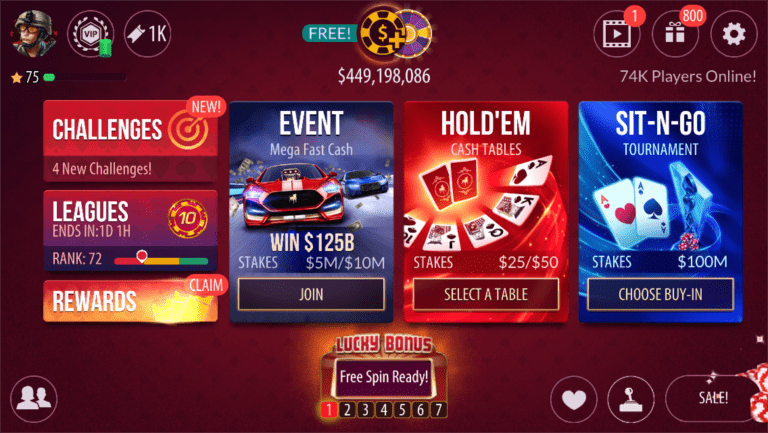 VIP
1K
FREE!
1
800
75
$449,198,086
74K Players Online!
NEW!
CHALLENGES
4 New Challenges!
LEAGUES
ENDS IN:1D 1H
10
RANK: 72
CLAIM
REWARDS
EVENT
Mega Fast Cash
WIN $125B
STAKES $5M/$10M
JOIN
HOLD'EM
CASH TABLES
STAKES $25/$50
SELECT A TABLE
SIT-N-GO
TOURNAMENT
A A
STAKES $100M
CHOOSE BUY-IN
LUCKY BONUS
Free Spin Ready!
1 2 3 4 5 6 7
SALE!